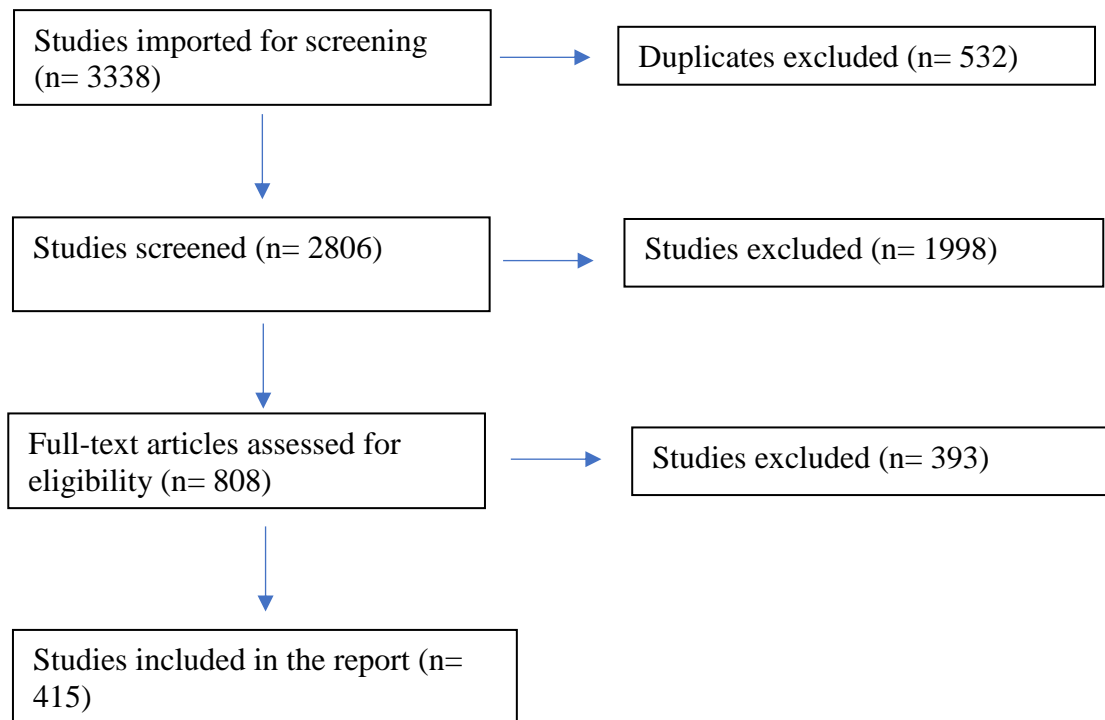 Studies imported for screening
(n= 3338)
Duplicates excluded (n= 532)
Studies screened (n= 2806)
Studies excluded (n= 1998)
Full-text articles assessed for
eligibility (n= 808)
Studies excluded (n= 393)
Studies included in the report (n=
415)